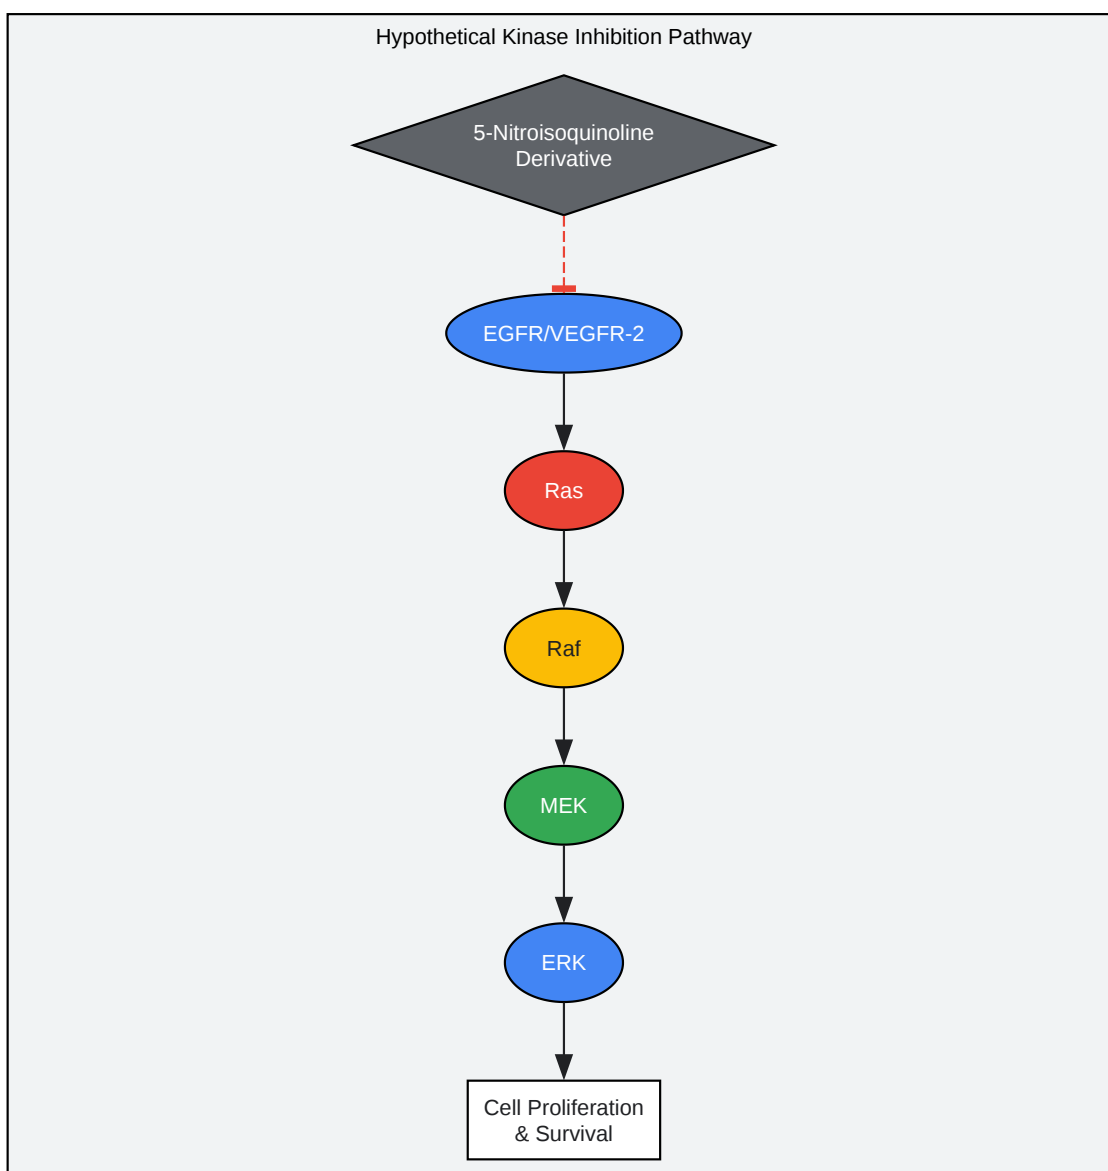 Hypothetical Kinase Inhibition Pathway
5-Nitroisoquinoline
Derivative
EGFR/VEGFR-2
Ras
Raf
MEK
ERK
Cell Proliferation
& Survival